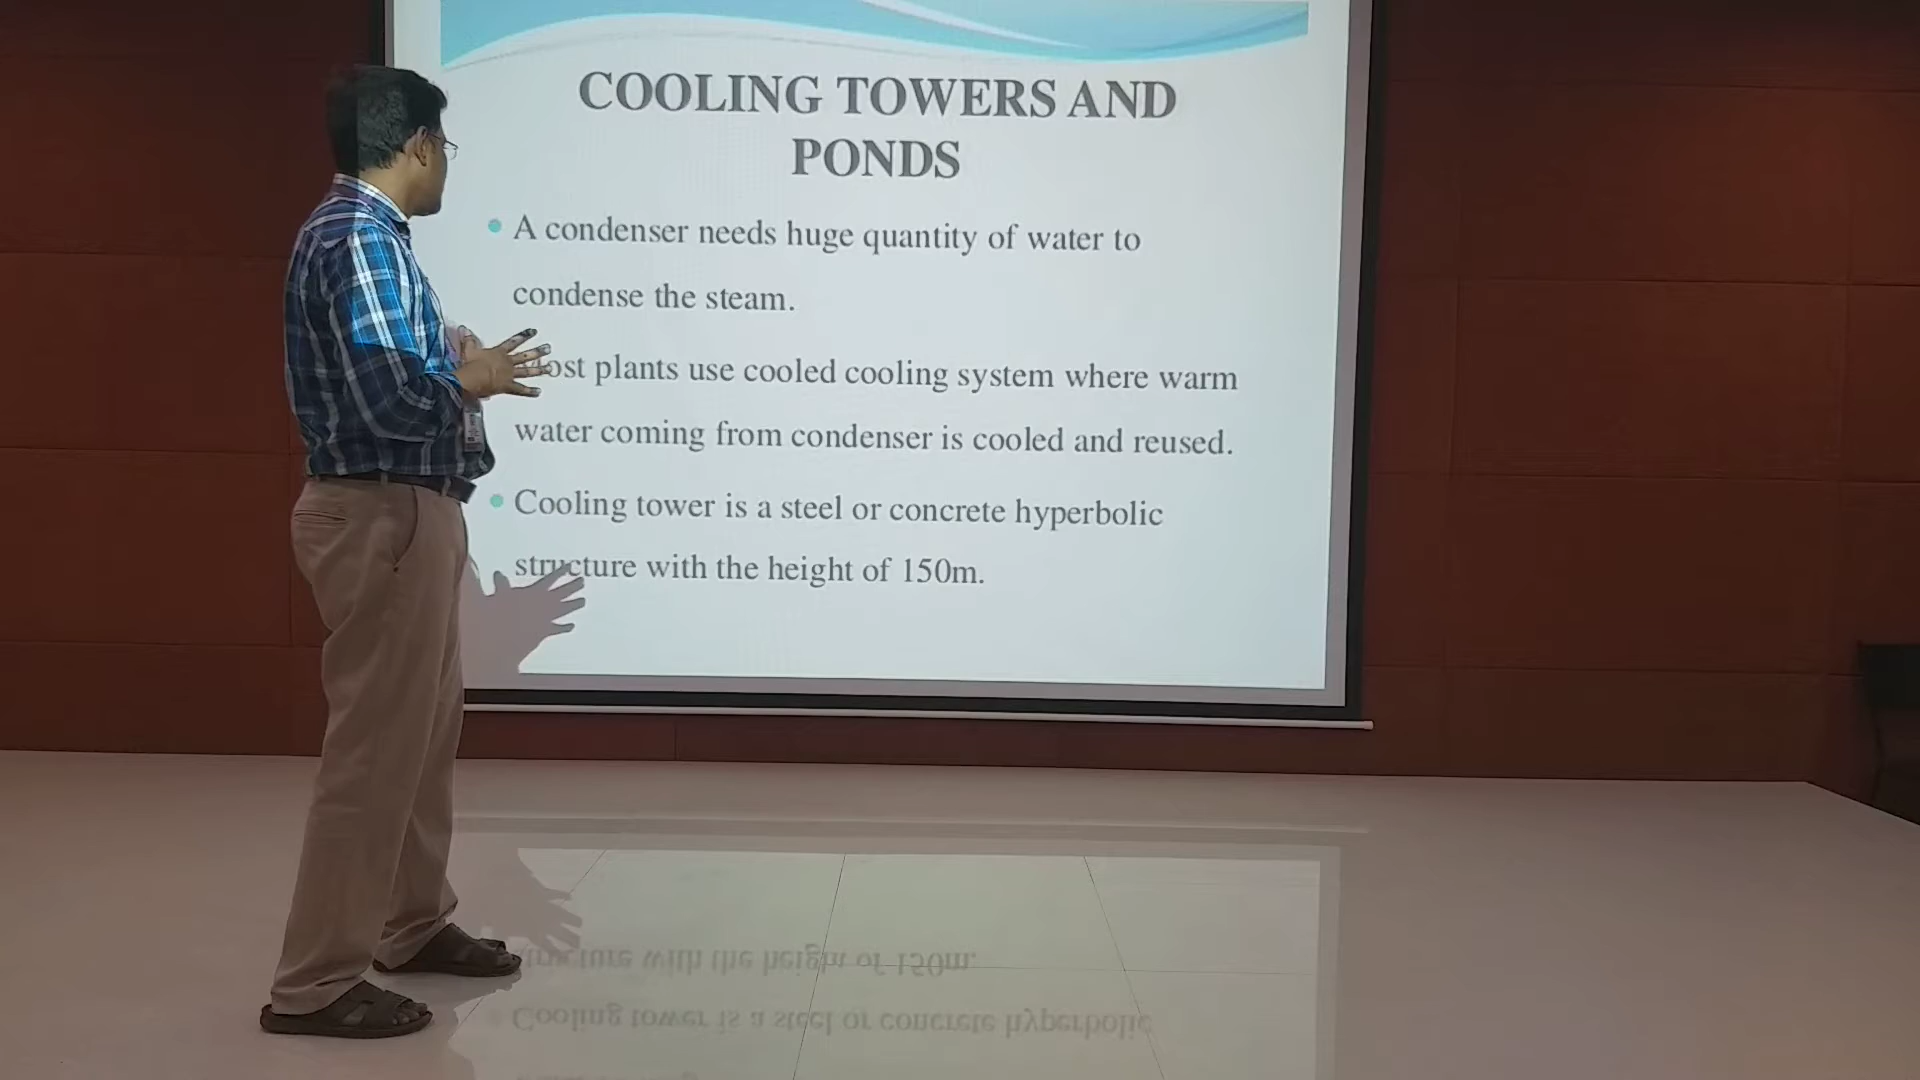 COOLING TOWERS AND
PONDS
A condenser needs huge quantity of water to
condense the steam.
plants use cooled cooling system where warm
water coming from condenser is cooled and reused.
Cooling tower is a steel or concrete hyperbolic
structure with the height of 150m.